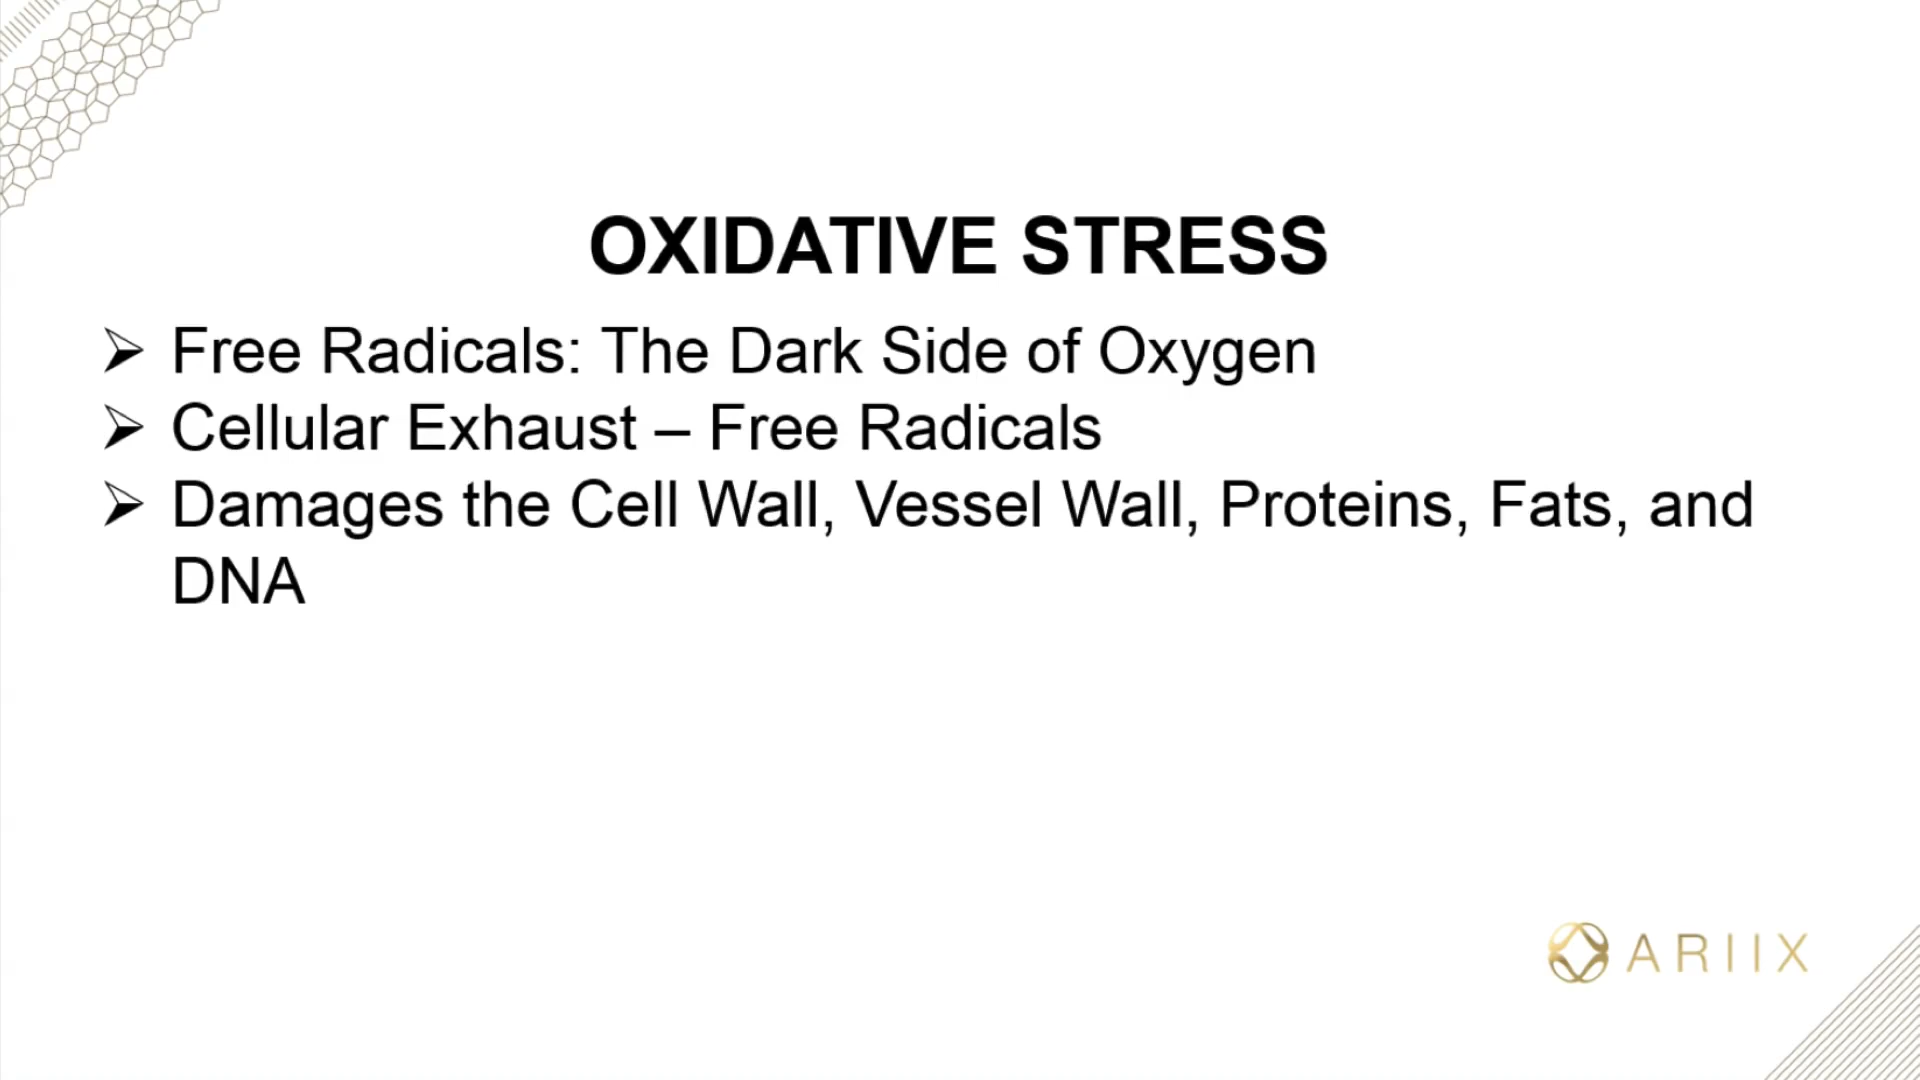 OXIDATIVE STRESS
➢ Free Radicals: The Dark Side of Oxygen
➢ Cellular Exhaust – Free Radicals
➢ Damages the Cell Wall, Vessel Wall, Proteins, Fats, and
DNA
ARIIX